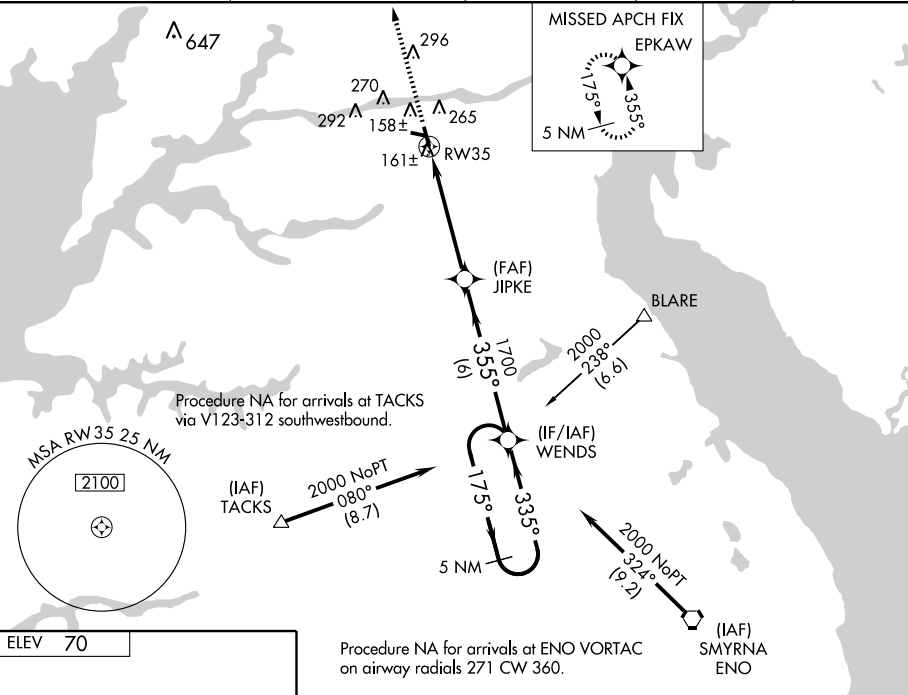 MISSED APCH FIX
EPKAW
175°
355°
5 NM
647
296
270
292
158±
265
161±
RW35
(FAF)
JIPKE
BLARE
2000
238°
(6.6)
1700
355°
(6)
Procedure NA for arrivals at TACKS
via V123-312 southwestbound.
(IF/IAF)
WENDS
MSA RW35 25 NM
2100
(IAF)
TACKS
2000 NoPT
080°
(8.7)
175°
335°
5 NM
2000 NoPT
324°
(9.2)
(IAF)
SMYRNA
ENO
ELEV 70
Procedure NA for arrivals at ENO VORTAC
on airway radials 271 CW 360.